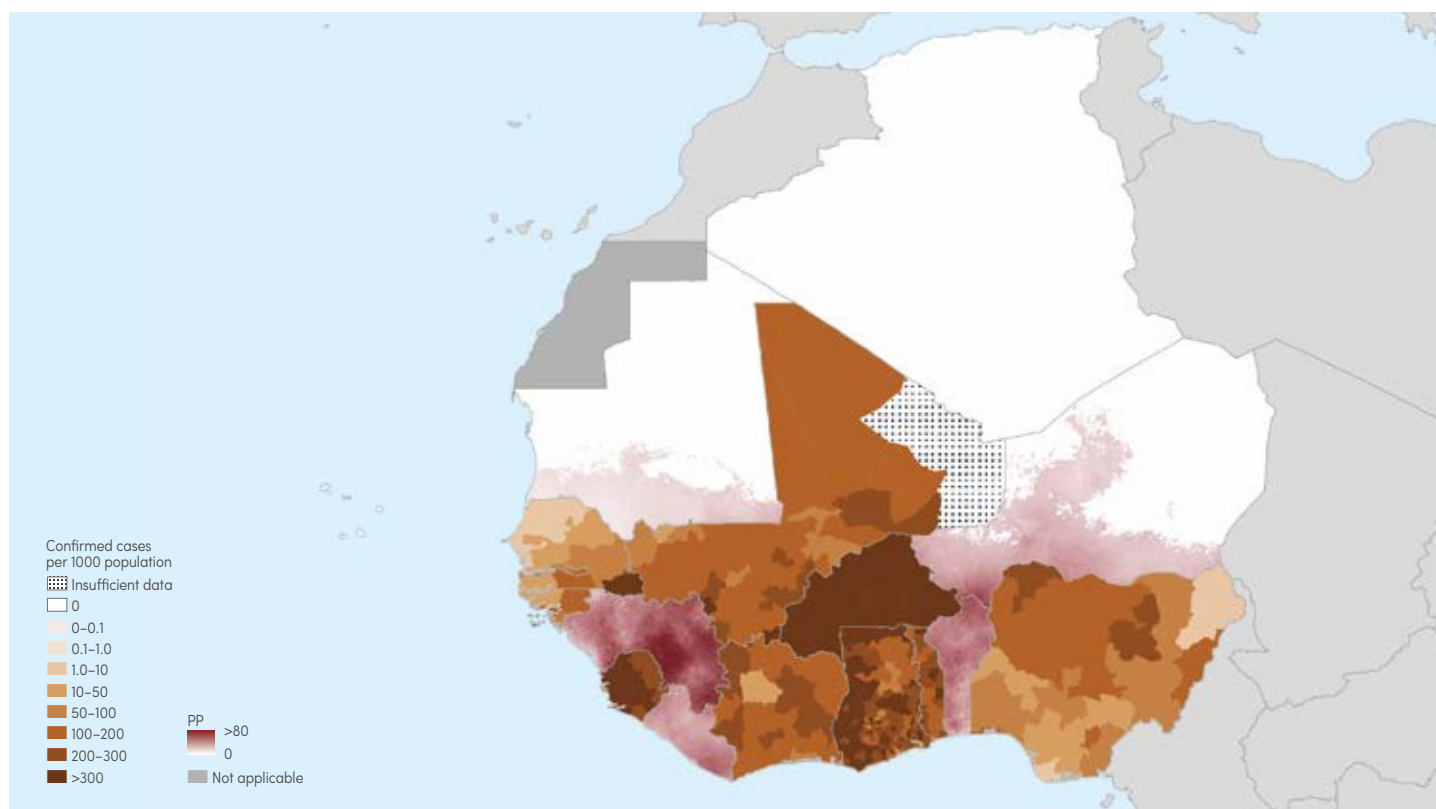 Confirmed cases
per 1000 population
Insufficient data
0
0–0.1
0.1–1.0
1.0–10
10–50
50–100
100–200
200–300
>300
PP
>80
0
Not applicable